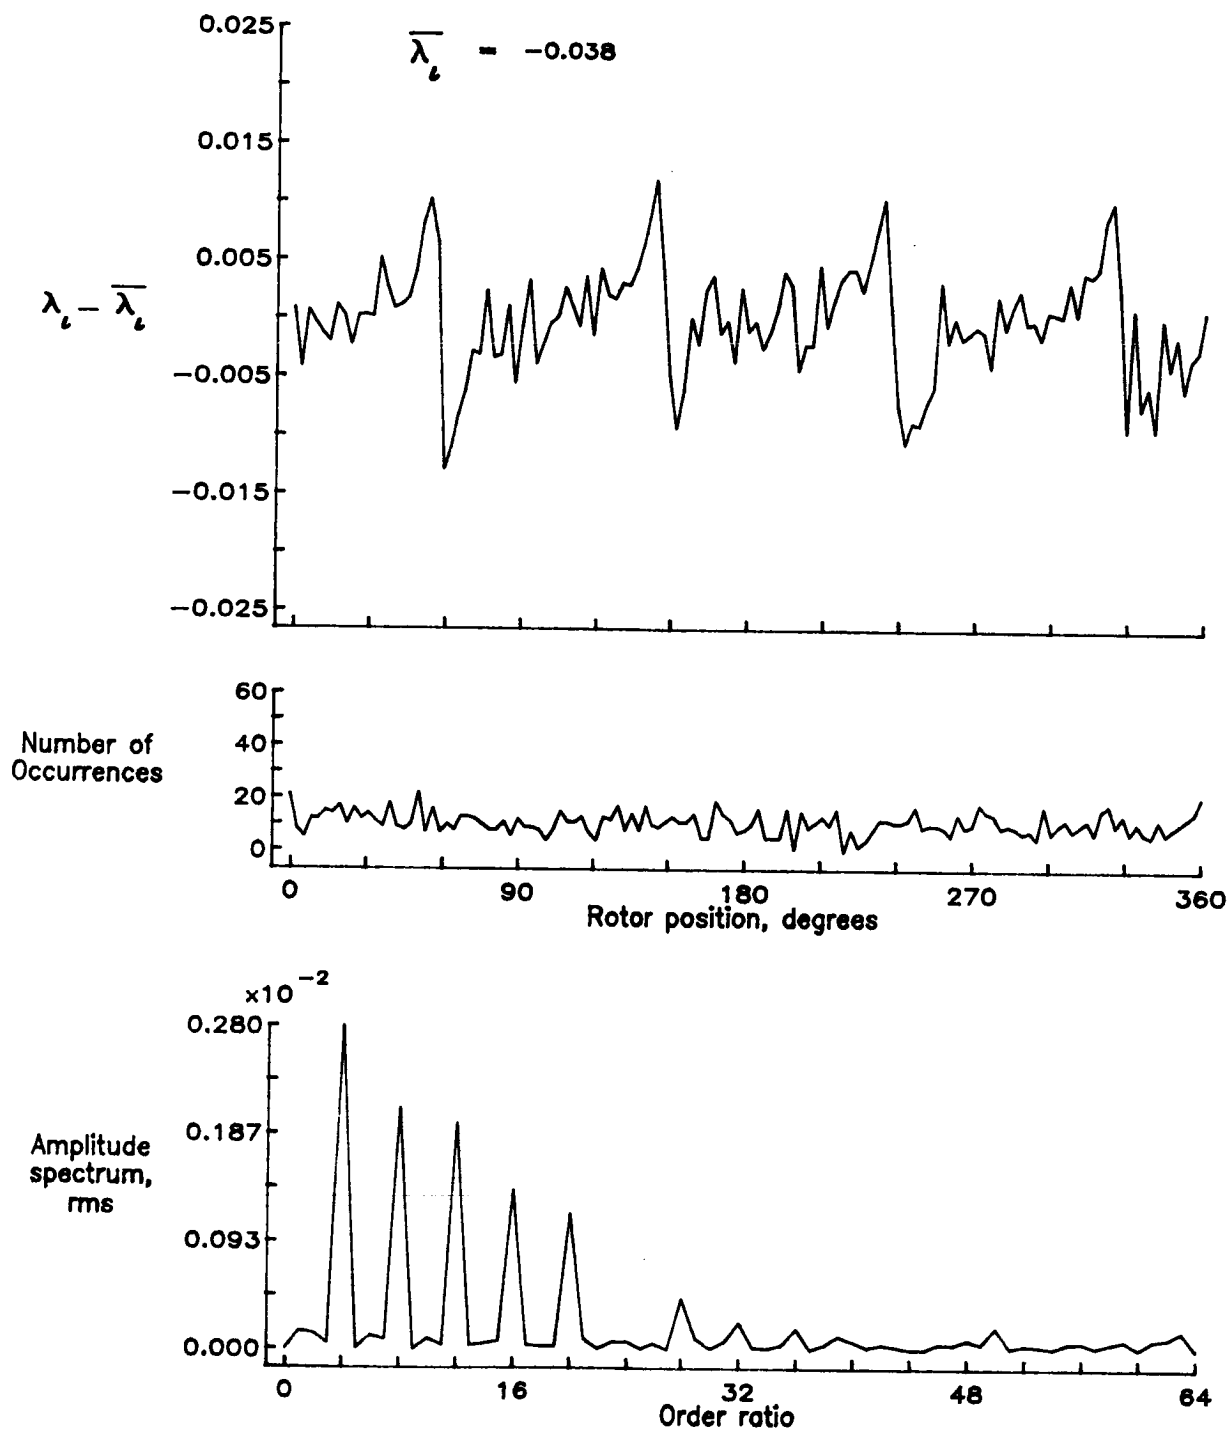 0.025
λ̅ι = −0.038
0.015
0.005
λι − λ̅ι
−0.005
−0.015
−0.025
60
Number of
Occurrences
40
20
0
0 90 180 270 360
Rotor position, degrees
×10⁻²
0.280
0.187
Amplitude
spectrum,
rms
0.093
0.000
0 16 32 48 64
Order ratio